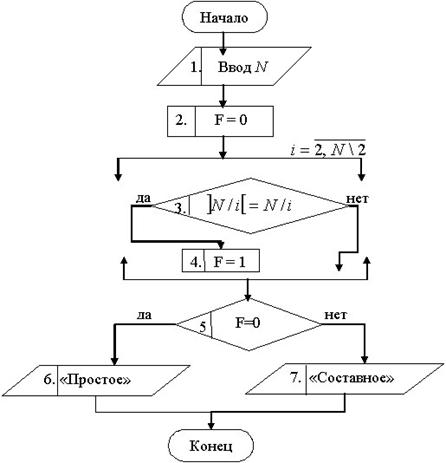 Начало
1. Ввод N
2. F = 0
i = 2, N \ 2
да
нет
3. ]N / i[ = N / i
4. F = 1
да
нет
5 F=0
6. «Простое»
7. «Составное»
Конец